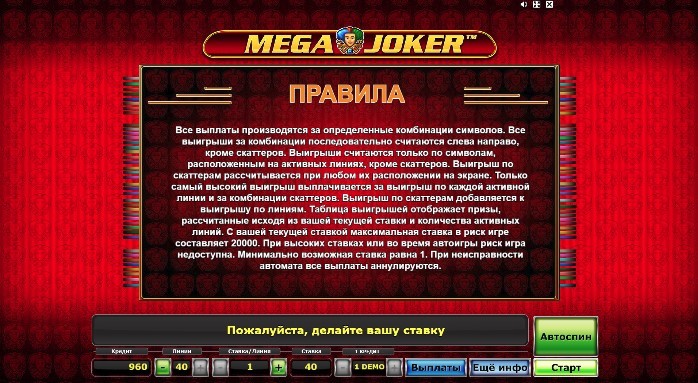 MEGA JOKER™
ПРАВИЛА
Все выплаты производятся за определенные комбинации символов. Все
выигрыши за комбинации последовательно считаются слева направо,
кроме скаттеров. Выигрыши считаются только по символам,
расположенным на активных линиях, кроме скаттеров. Выигрыш по
скаттерам рассчитывается при любом их расположении на экране. Только
самый высокий выигрыш выплачивается за выигрыш по каждой активной
линии и за комбинации скаттеров. Выигрыш по скаттерам добавляется к
выигрышу по линиям. Таблица выигрышей отображает призы,
рассчитанные исходя из вашей текущей ставки и количества активных
линий. С вашей текущей ставкой максимальная ставка в риск игре
составляет 20000. При высоких ставках или во время автоигры риск игра
недоступна. Минимально возможная ставка равна 1. При неисправности
автомата все выплаты аннулируются.
Пожалуйста, делайте вашу ставку
Автоспин
Кредит Линии Ставка/Линия Ставка 1 кредит
960 - 40 + - 1 + 40 - 1 DEMO + Выплаты Ещё инфо Старт